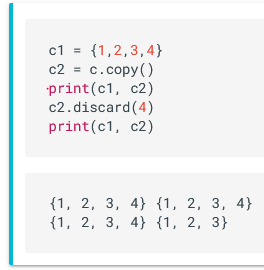 c1 = {1,2,3,4}
c2 = c.copy()
print(c1, c2)
c2.discard(4)
print(c1, c2)
{1, 2, 3, 4} {1, 2, 3, 4}
{1, 2, 3, 4} {1, 2, 3}